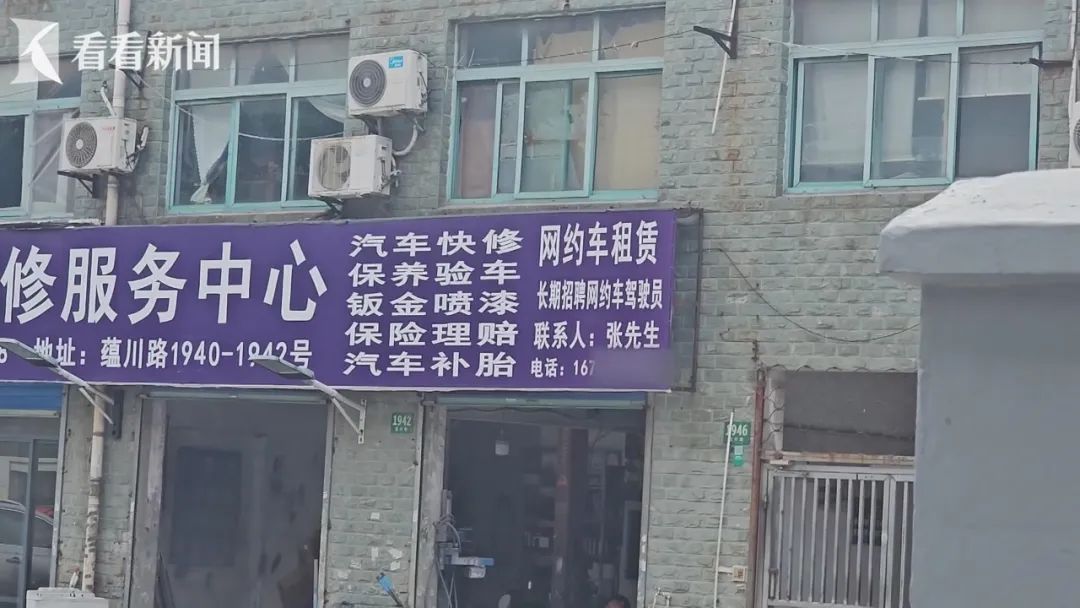 看看新闻
修服务中心
地址：蕴川路1940-1942号
汽车快修
保养验车
钣金喷漆
保险理赔
汽车补胎
网约车租赁
长期招聘网约车驾驶员
联系人：张先生
电话：167
1942
1946